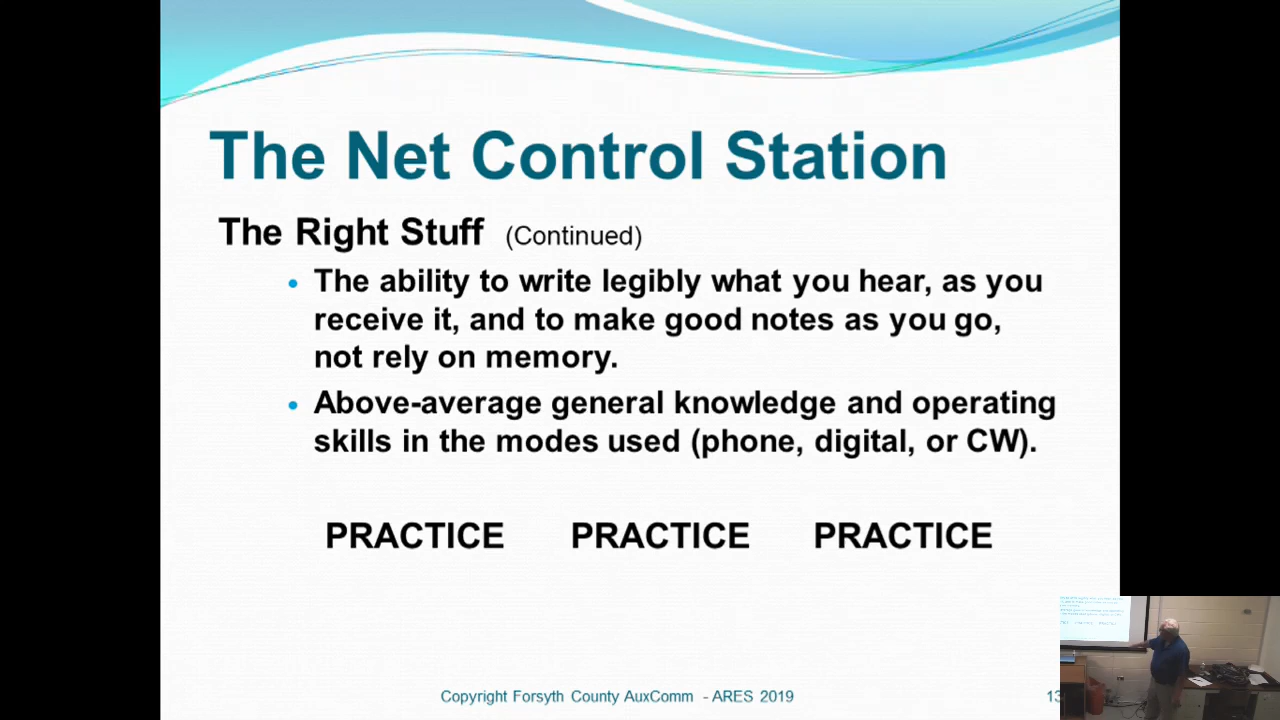 The Net Control Station
The Right Stuff (Continued)
• The ability to write legibly what you hear, as you
receive it, and to make good notes as you go,
not rely on memory.
• Above-average general knowledge and operating
skills in the modes used (phone, digital, or CW).
PRACTICE PRACTICE PRACTICE
Copyright Forsyth County AuxComm - ARES 2019
13